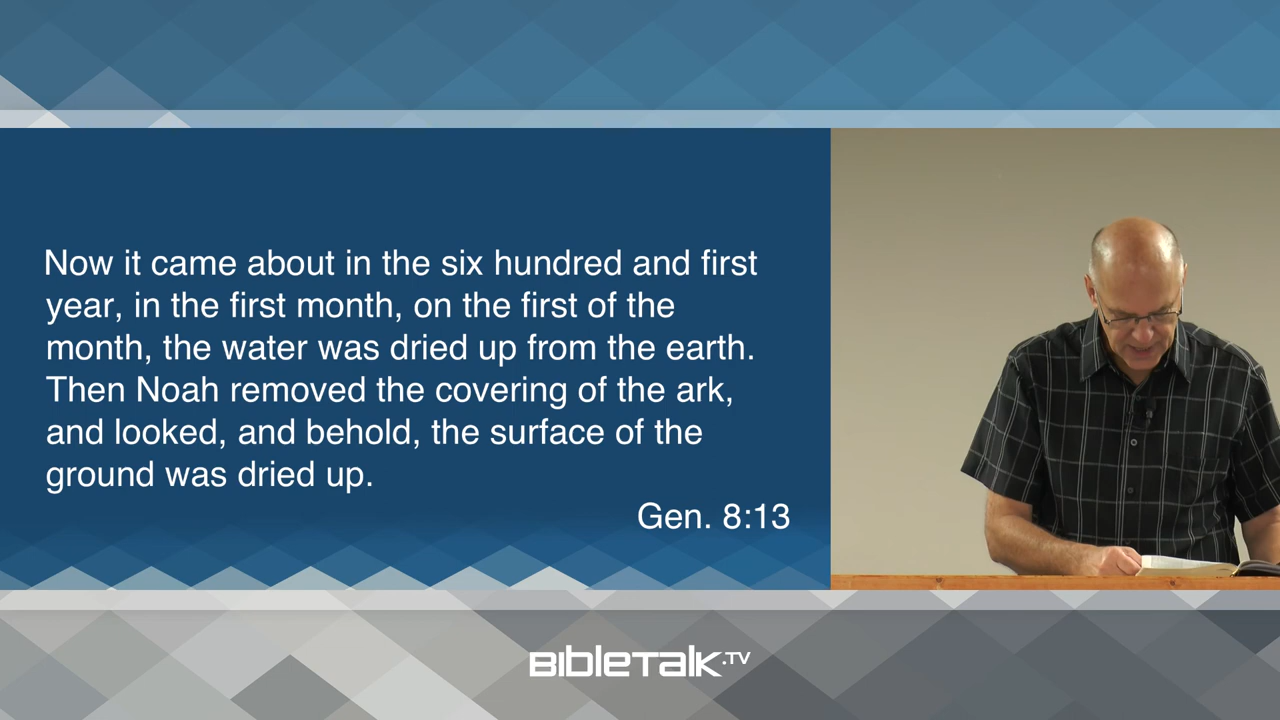 Now it came about in the six hundred and first
year, in the first month, on the first of the
month, the water was dried up from the earth.
Then Noah removed the covering of the ark,
and looked, and behold, the surface of the
ground was dried up.
Gen. 8:13
BibleTalk.TV